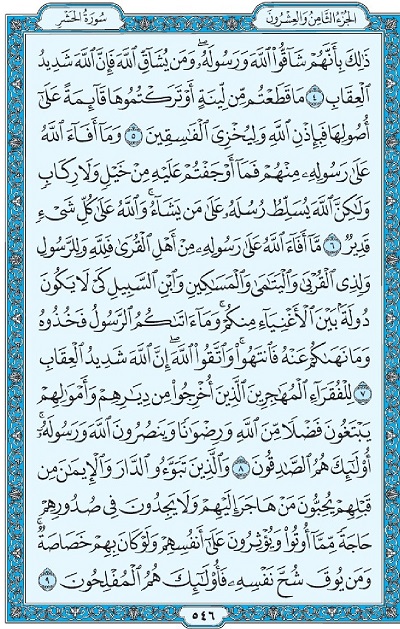 الجزء الثامن والعشرون
سورة الحشر
ذَٰلِكَ بِأَنَّهُمْ شَاقُّوا۟ ٱللَّهَ وَرَسُولَهُۥ ۖ وَمَن يُشَآقِّ ٱللَّهَ فَإِنَّ ٱللَّهَ شَدِيدُ
ٱلْعِقَابِ ٤ مَا قَطَعْتُم مِّن لِّينَةٍ أَوْ تَرَكْتُمُوهَا قَآئِمَةً عَلَىٰٓ
أُصُولِهَا فَبِإِذْنِ ٱللَّهِ وَلِيُخْزِىَ ٱلْفَٰسِقِينَ ٥ وَمَآ أَفَآءَ ٱللَّهُ
عَلَىٰ رَسُولِهِۦ مِنْهُمْ فَمَآ أَوْجَفْتُمْ عَلَيْهِ مِنْ خَيْلٍ وَلَا رِكَابٍ
وَلَٰكِنَّ ٱللَّهَ يُسَلِّطُ رُسُلَهُۥ عَلَىٰ مَن يَشَآءُ ۚ وَٱللَّهُ عَلَىٰ كُلِّ شَىْءٍ
قَدِيرٌ ٦ مَّآ أَفَآءَ ٱللَّهُ عَلَىٰ رَسُولِهِۦ مِنْ أَهْلِ ٱلْقُرَىٰ فَلِلَّهِ وَلِلرَّسُولِ
وَلِذِى ٱلْقُرْبَىٰ وَٱلْيَتَٰمَىٰ وَٱلْمَسَٰكِينِ وَٱبْنِ ٱلسَّبِيلِ كَىْ لَا يَكُونَ
دُولَةًۢ بَيْنَ ٱلْأَغْنِيَآءِ مِنكُمْ ۚ وَمَآ ءَاتَىٰكُمُ ٱلرَّسُولُ فَخُذُوهُ
وَمَا نَهَىٰكُمْ عَنْهُ فَٱنتَهُوا۟ ۚ وَٱتَّقُوا۟ ٱللَّهَ ۖ إِنَّ ٱللَّهَ شَدِيدُ ٱلْعِقَابِ
٧ لِلْفُقَرَآءِ ٱلْمُهَٰجِرِينَ ٱلَّذِينَ أُخْرِجُوا۟ مِن دِيَٰرِهِمْ وَأَمْوَٰلِهِمْ
يَبْتَغُونَ فَضْلًا مِّنَ ٱللَّهِ وَرِضْوَٰنًا وَيَنصُرُونَ ٱللَّهَ وَرَسُولَهُۥٓ ۚ
أُو۟لَٰٓئِكَ هُمُ ٱلصَّٰدِقُونَ ٨ وَٱلَّذِينَ تَبَوَّءُو ٱلدَّارَ وَٱلْإِيمَٰنَ مِن
قَبْلِهِمْ يُحِبُّونَ مَنْ هَاجَرَ إِلَيْهِمْ وَلَا يَجِدُونَ فِى صُدُورِهِمْ
حَاجَةً مِّمَّآ أُوتُوا۟ وَيُؤْثِرُونَ عَلَىٰٓ أَنفُسِهِمْ وَلَوْ كَانَ بِهِمْ خَصَاصَةٌ ۚ
وَمَن يُوقَ شُحَّ نَفْسِهِۦ فَأُو۟لَٰٓئِكَ هُمُ ٱلْمُفْلِحُونَ ٩
٥٤٦